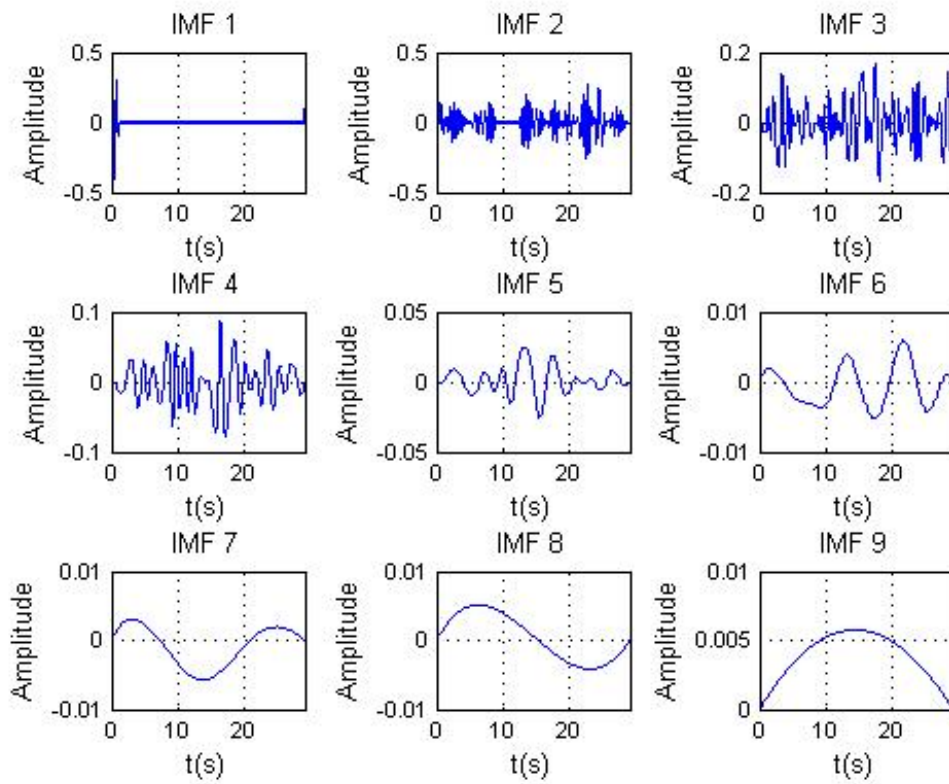 IMF 1
0.5
0
-0.5
0 10 20
Amplitude
t(s)
IMF 2
0.5
0
-0.5
0 10 20
Amplitude
t(s)
IMF 3
0.2
0
-0.2
0 10 20
Amplitude
t(s)
IMF 4
0.1
0
-0.1
0 10 20
Amplitude
t(s)
IMF 5
0.05
0
-0.05
0 10 20
Amplitude
t(s)
IMF 6
0.01
0
-0.01
0 10 20
Amplitude
t(s)
IMF 7
0.01
0
-0.01
0 10 20
Amplitude
t(s)
IMF 8
0.01
0
-0.01
0 10 20
Amplitude
t(s)
IMF 9
0.01
0.005
0
0 10 20
Amplitude
t(s)